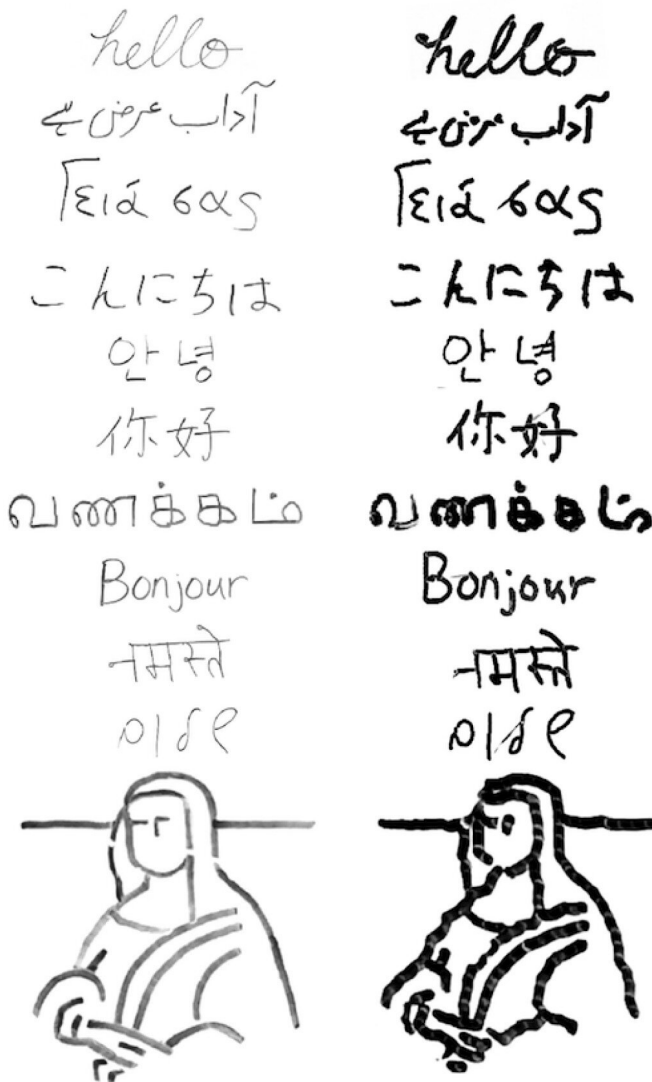 hello hello
آداب عرض ہے آداب عرض ہے
Γειά σας Γειά σας
こんにちは こんにちは
안녕 안녕
你好 你好
வணக்கம் வணக்கம்
Bonjour Bonjour
नमस्ते नमस्ते